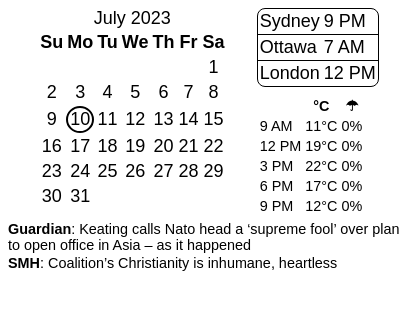 July 2023
Su Mo Tu We Th Fr Sa
1
2 3 4 5 6 7 8
9 10 11 12 13 14 15
16 17 18 19 20 21 22
23 24 25 26 27 28 29
30 31
Sydney 9 PM
Ottawa 7 AM
London 12 PM
°C ☂
9 AM 11°C 0%
12 PM 19°C 0%
3 PM 22°C 0%
6 PM 17°C 0%
9 PM 12°C 0%
Guardian: Keating calls Nato head a ‘supreme fool’ over plan
to open office in Asia – as it happened
SMH: Coalition’s Christianity is inhumane, heartless